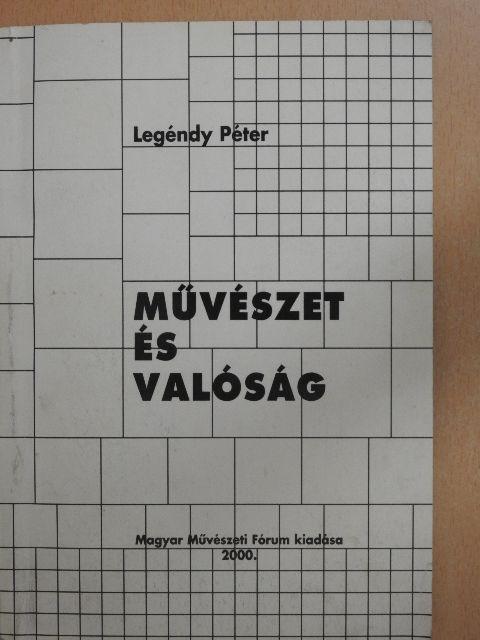 Legéndy Péter
MŰVÉSZET
ÉS
VALÓSÁG
Magyar Művészeti Fórum kiadása
2000.